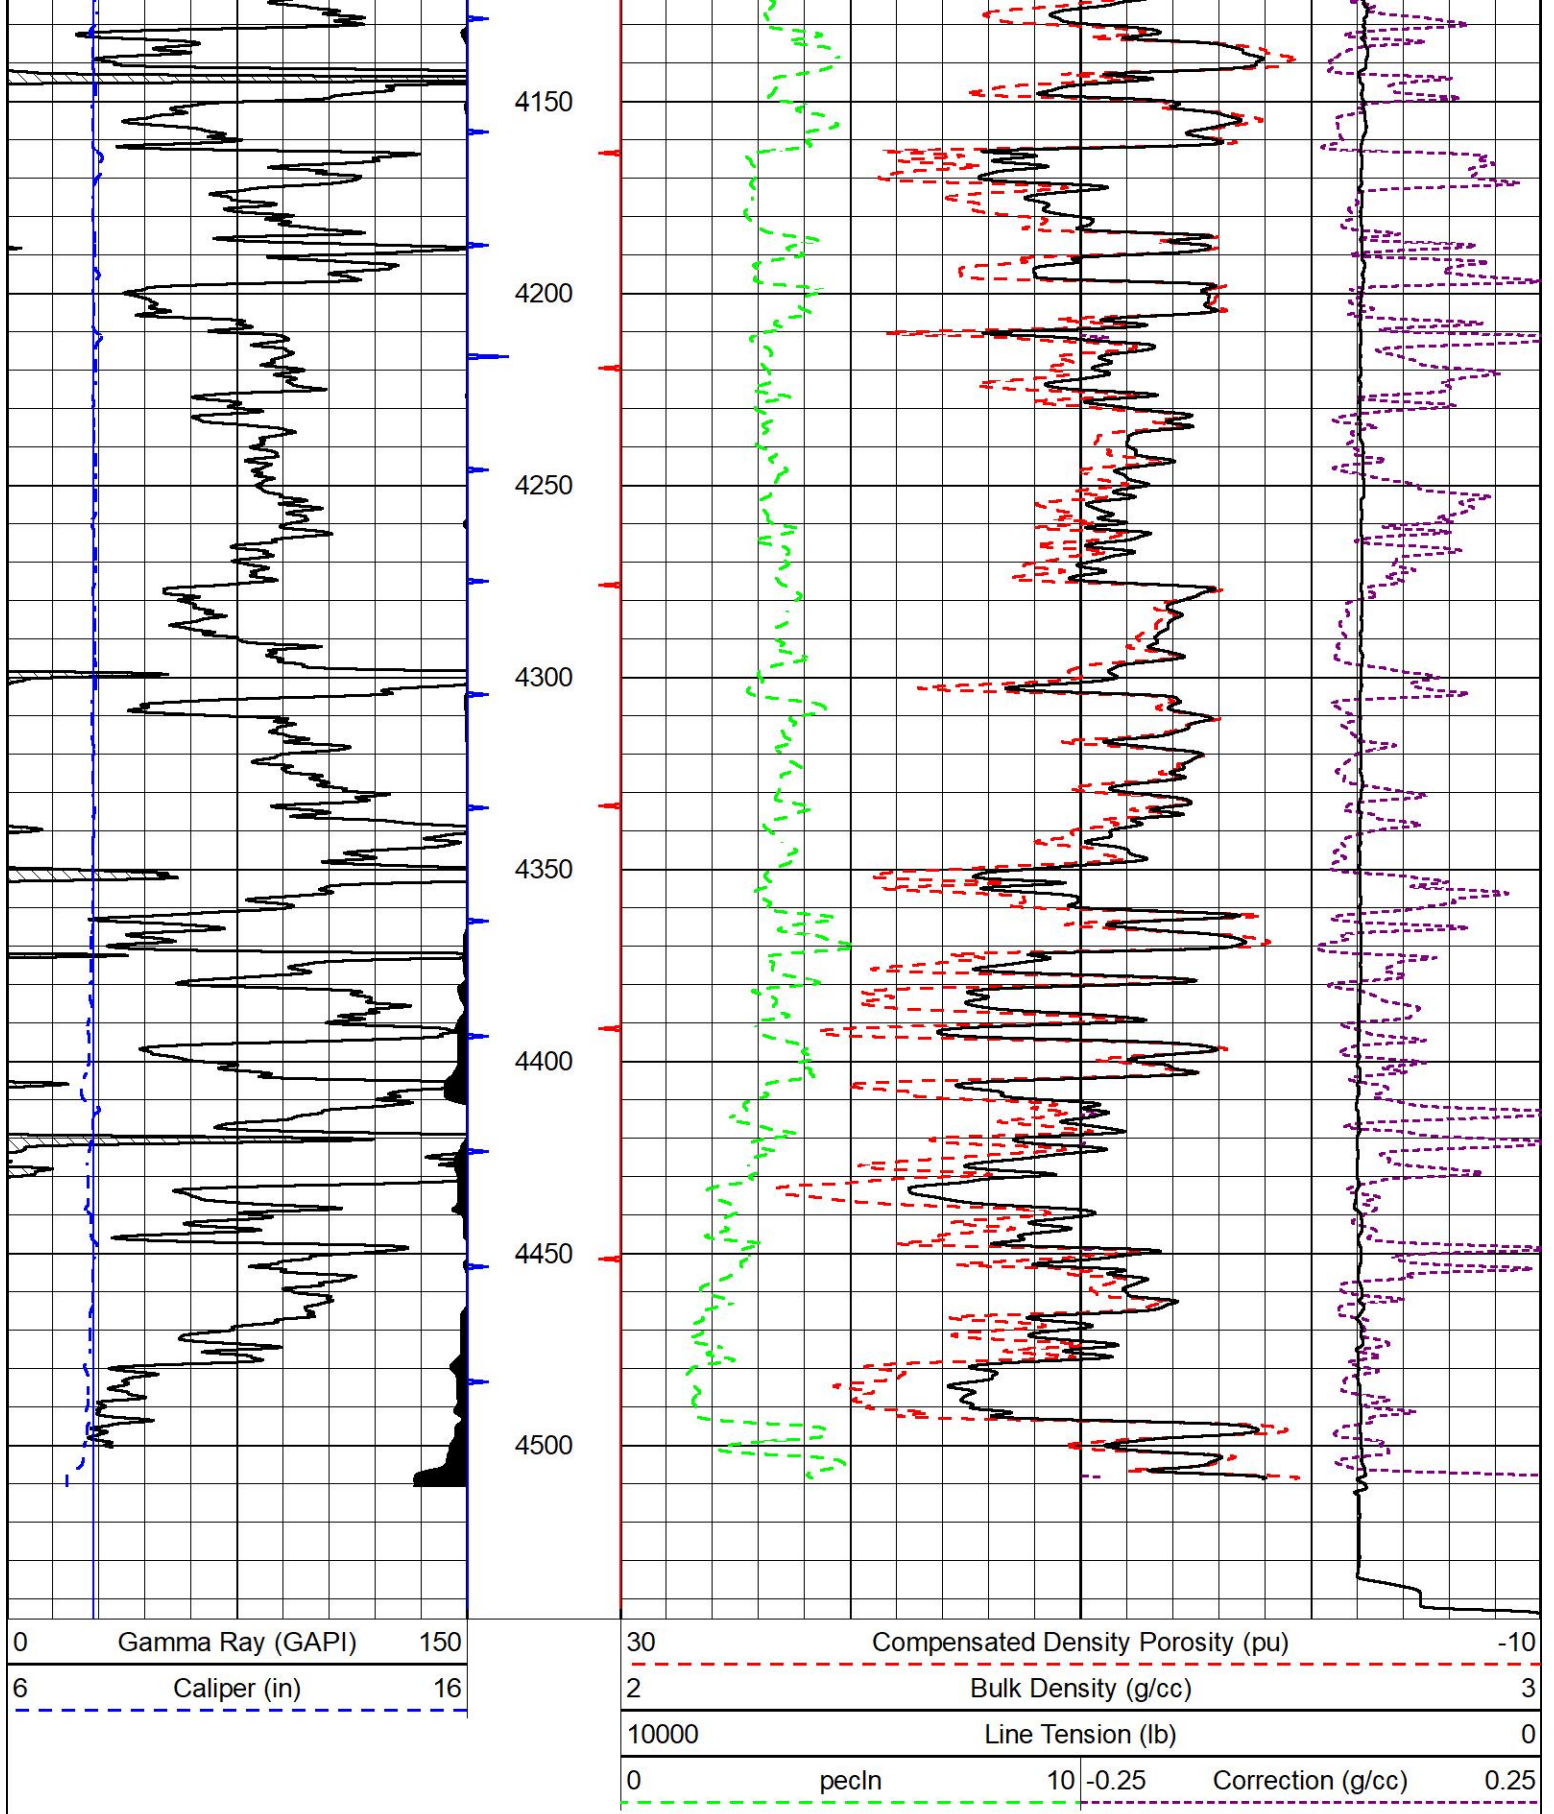 4150
4200
4250
4300
4350
4400
4450
4500
0 Gamma Ray (GAPI) 150
6 Caliper (in) 16
30 Compensated Density Porosity (pu) -10
2 Bulk Density (g/cc) 3
10000 Line Tension (lb) 0
0 pecln 10 -0.25 Correction (g/cc) 0.25